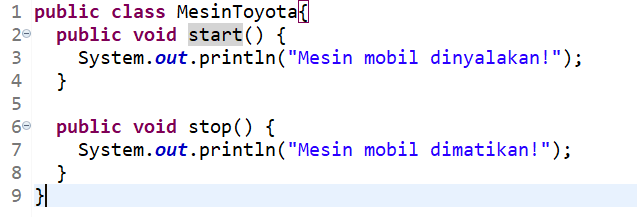 1 public class MesinToyota{
2 public void start() {
3 System.out.println("Mesin mobil dinyalakan!");
4 }
5
6 public void stop() {
7 System.out.println("Mesin mobil dimatikan!");
8 }
9 }